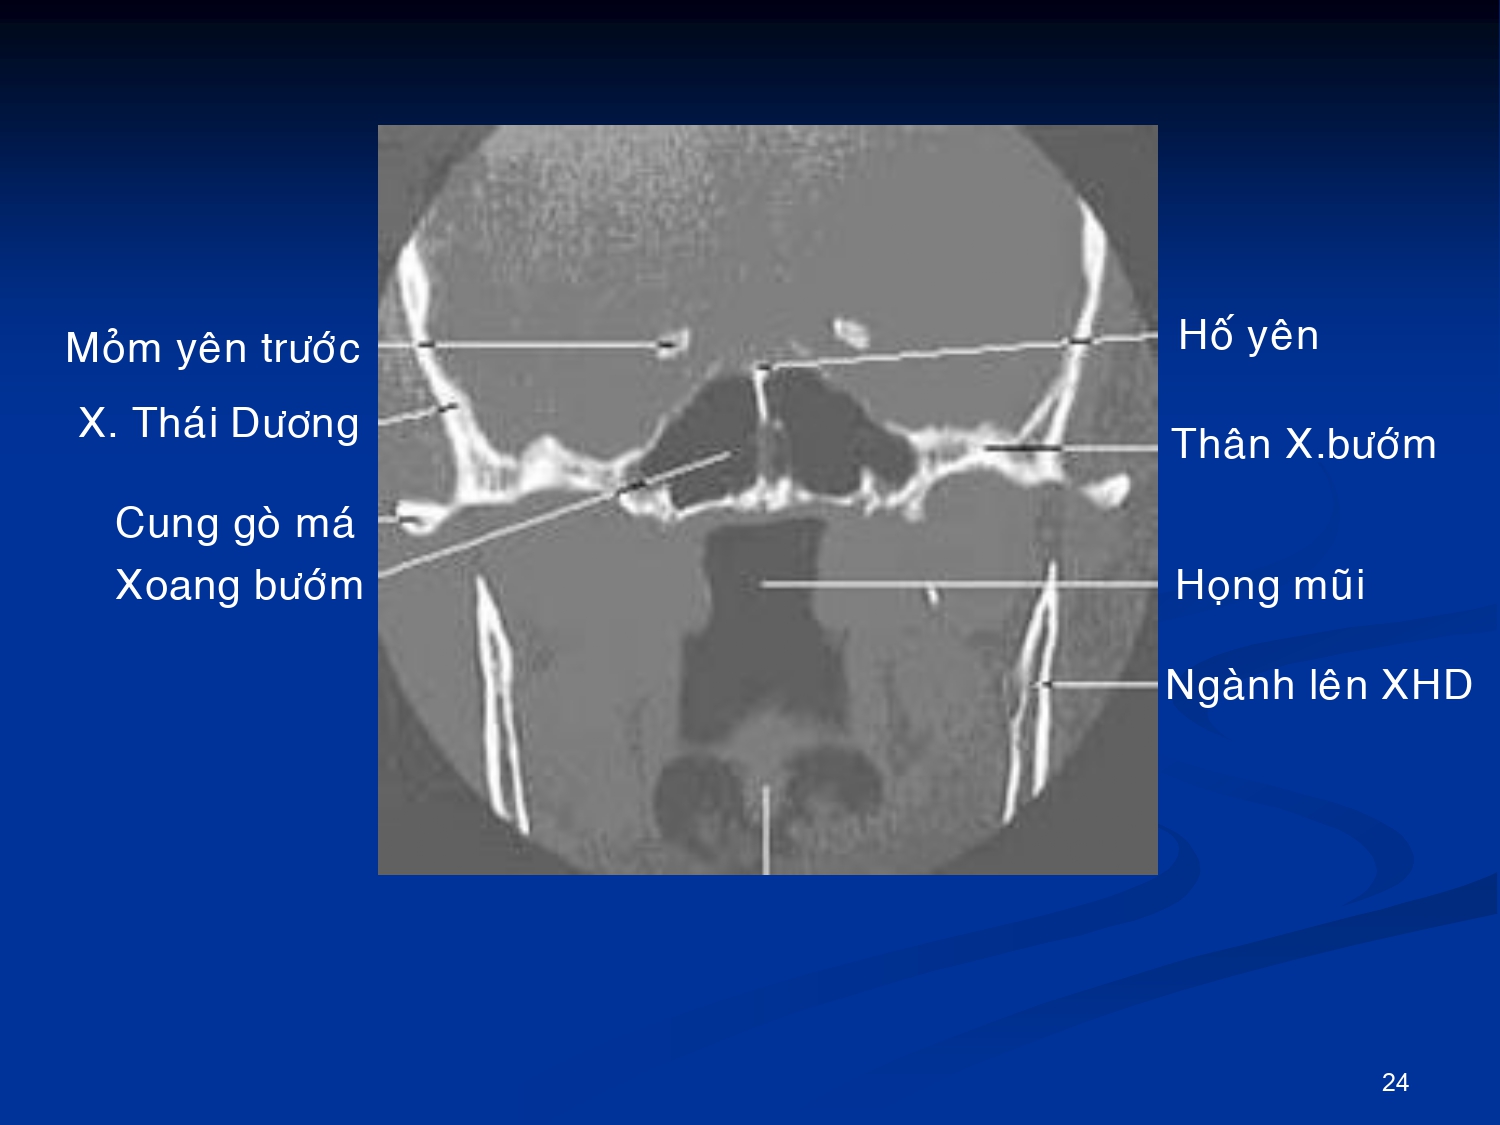 Mỏm yên trước
X. Thái Dương
Cung gò má
Xoang bướm
Hố yên
Thân X.bướm
Họng mũi
Ngành lên XHD
24